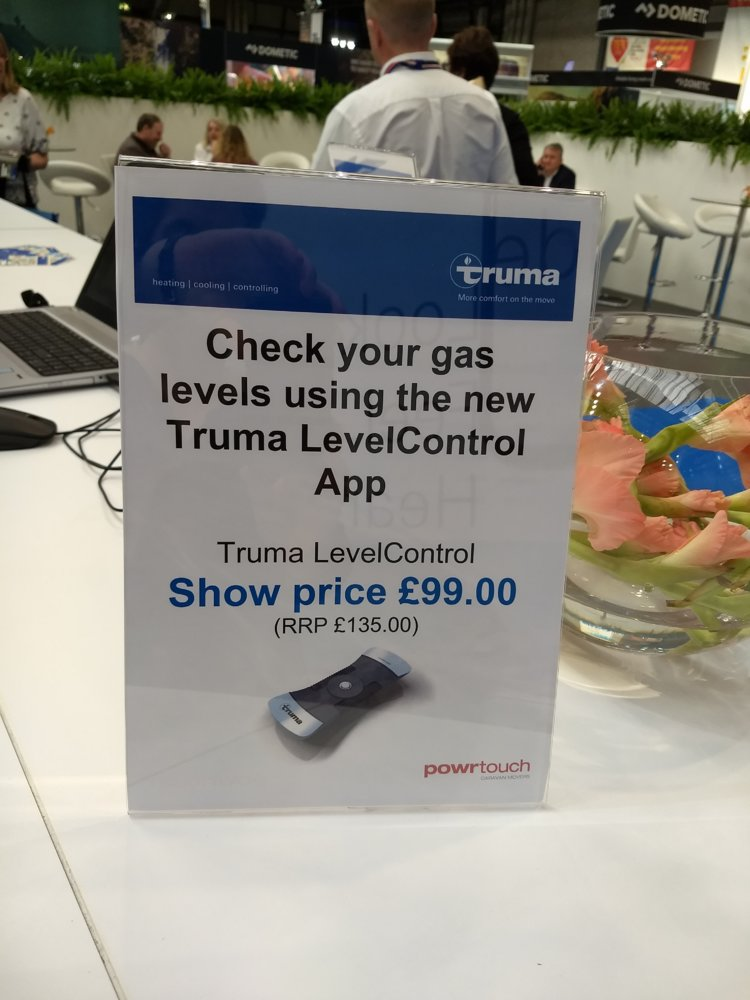 DOMETIC
DOMETIC
heating | cooling | controlling
truma
More comfort on the move
Check your gas
levels using the new
Truma LevelControl
App
Truma LevelControl
Show price £99.00
(RRP £135.00)
truma
powrtouch
CARAVAN MOVERS